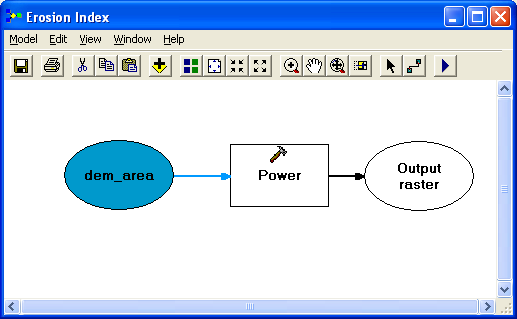 Erosion Index
Model Edit View Window Help
dem_area
Power
Output
raster